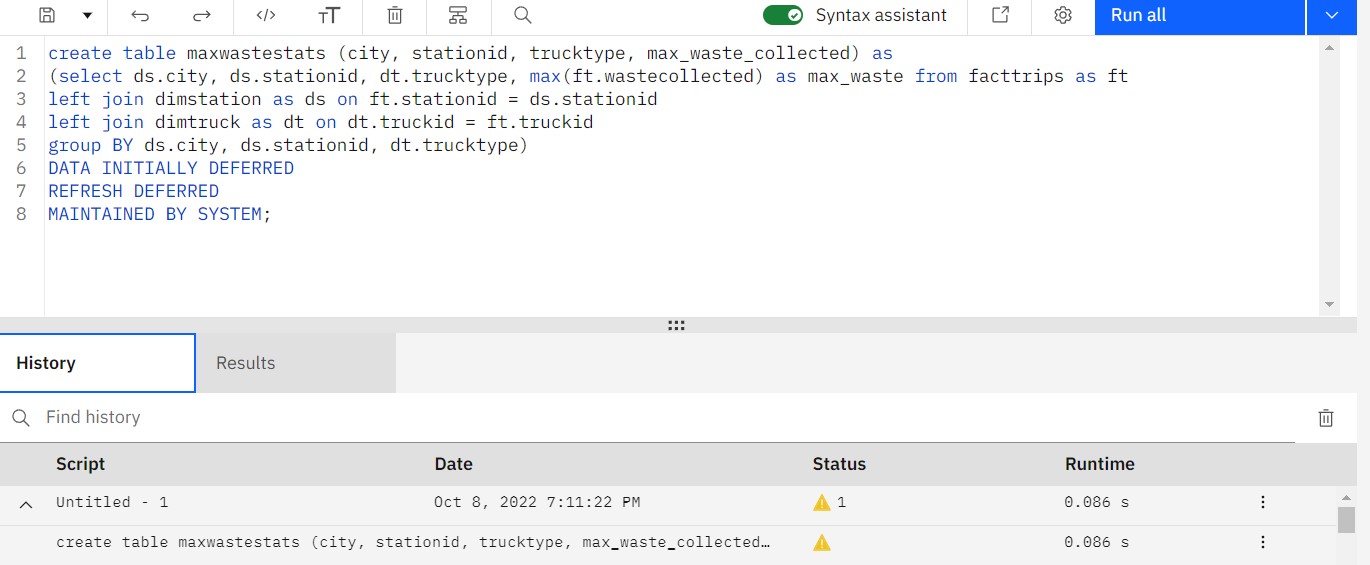 </> TT Syntax assistant Run all
1 create table maxwastestats (city, stationid, trucktype, max_waste_collected) as
2 (select ds.city, ds.stationid, dt.trucktype, max(ft.wastecollected) as max_waste from facttrips as ft
3 left join dimstation as ds on ft.stationid = ds.stationid
4 left join dimtruck as dt on dt.truckid = ft.truckid
5 group BY ds.city, ds.stationid, dt.trucktype)
6 DATA INITIALLY DEFERRED
7 REFRESH DEFERRED
8 MAINTAINED BY SYSTEM;
History Results
Find history
Script Date Status Runtime
Untitled - 1 Oct 8, 2022 7:11:22 PM 1 0.086 s
create table maxwastestats (city, stationid, trucktype, max_waste_collected… 0.086 s